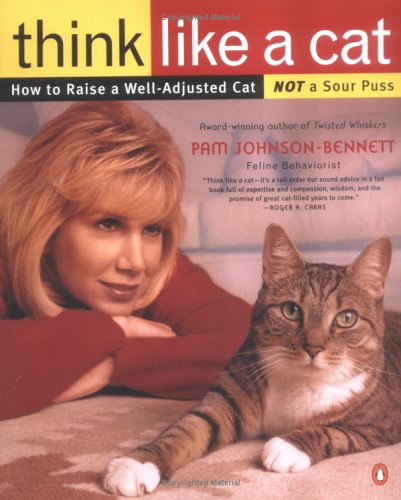 think like a cat
How to Raise a Well-Adjusted Cat NOT a Sour Puss
Award-winning author of Twisted Whiskers
PAM JOHNSON-BENNETT
Feline Behaviorist
"Think like a cat—it's a tall order but sound advice in a fun
book full of expertise and compassion, wisdom, and the
promise of great cat-filled years to come."
—ROGER A. CARAS